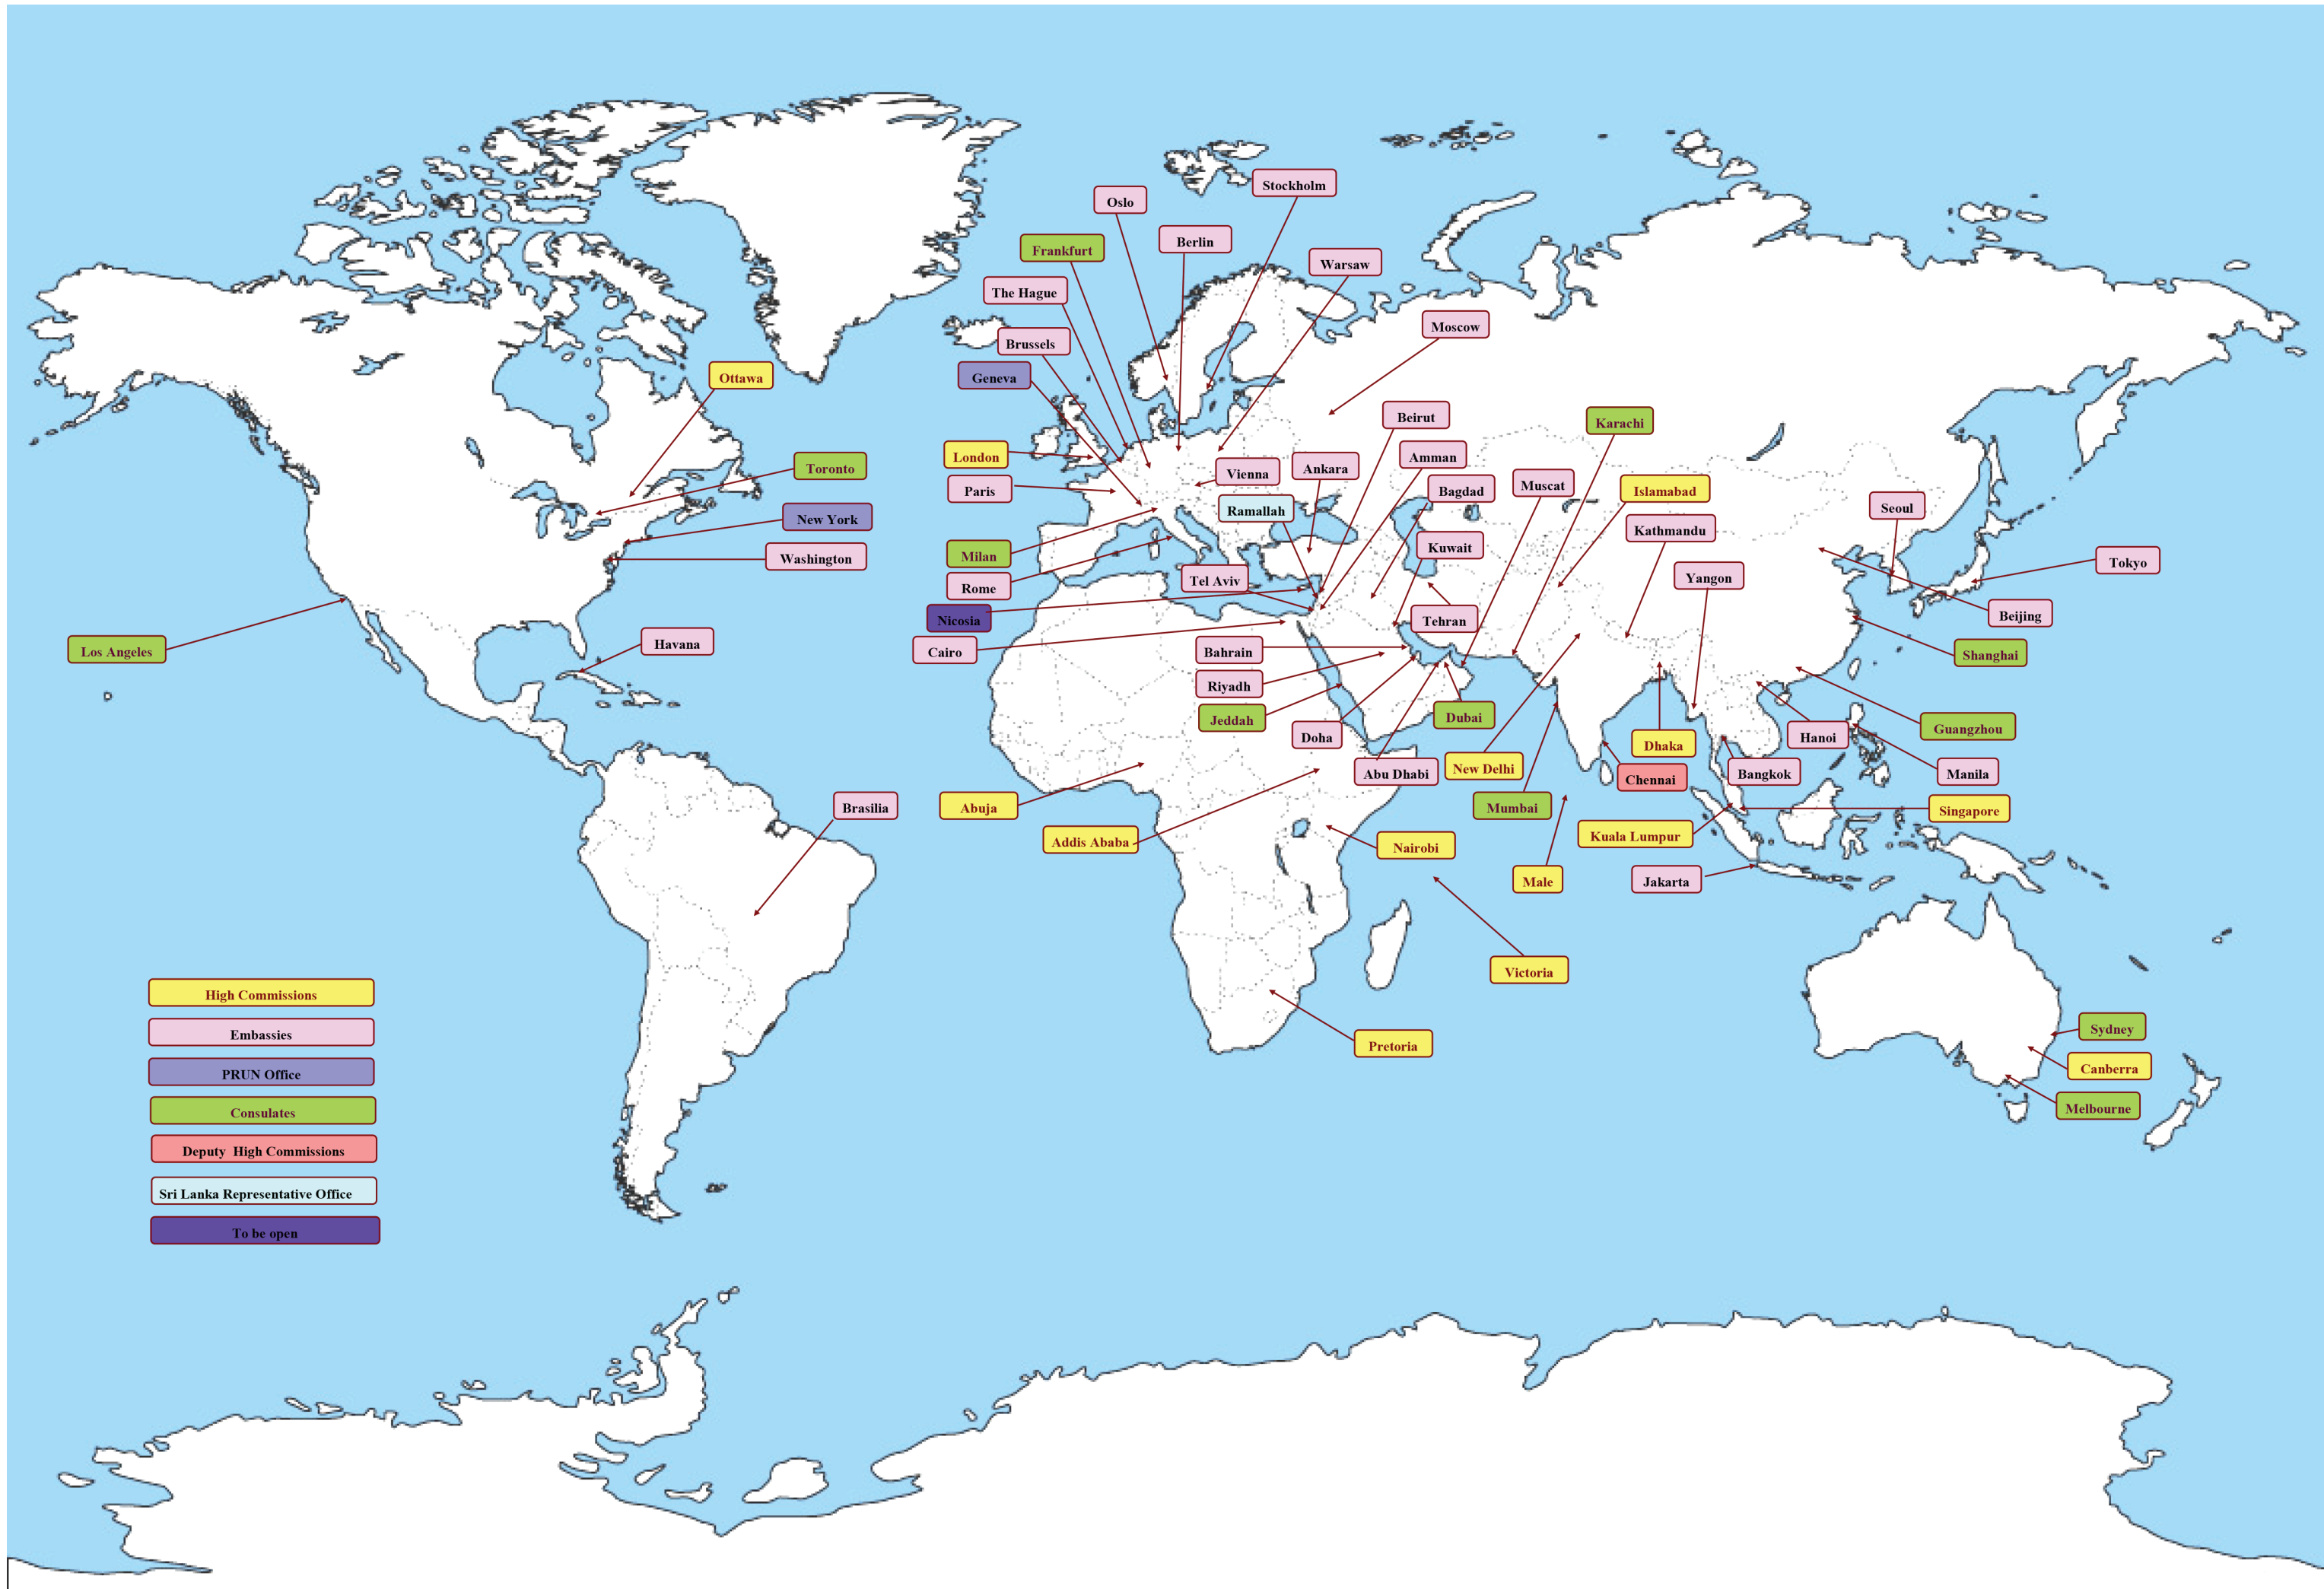 Stockholm
Oslo
Berlin
Frankfurt
Warsaw
The Hague
Moscow
Brussels
Geneva
Ottawa
Beirut
Karachi
London
Amman
Toronto
Vienna
Ankara
Paris
Bagdad
Muscat
Islamabad
Ramallah
Seoul
New York
Kathmandu
Milan
Kuwait
Washington
Tokyo
Tel Aviv
Yangon
Rome
Nicosia
Tehran
Beijing
Los Angeles
Havana
Cairo
Bahrain
Shanghai
Riyadh
Jeddah
Dubai
Guangzhou
Doha
Dhaka
Hanoi
Abu Dhabi
New Delhi
Chennai
Bangkok
Manila
Brasilia
Abuja
Mumbai
Singapore
Kuala Lumpur
Addis Ababa
Nairobi
Male
Jakarta
Victoria
High Commissions
Embassies
PRUN Office
Consulates
Deputy High Commissions
Sri Lanka Representative Office
To be open
Pretoria
Sydney
Canberra
Melbourne